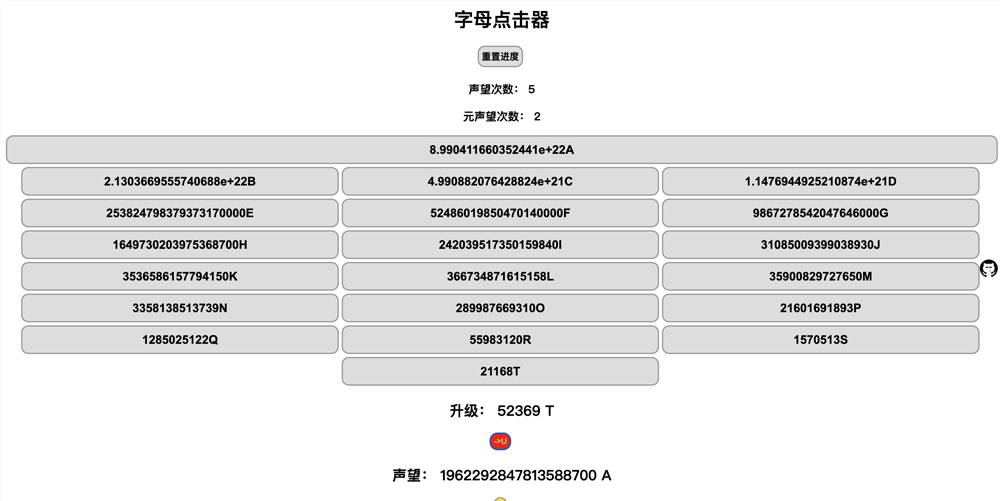 字母点击器
重置进度
声望次数： 5
元声望次数： 2
8.990411660352441e+22A
2.1303669555740688e+22B 4.990882076428824e+21C 1.1476944925210874e+21D
253824798379373170000E 52486019850470140000F 9867278542047646000G
1649730203975368700H 242039517350159840I 31085009399038930J
3536586157794150K 366734871615158L 35900829727650M
3358138513739N 289987669310O 21601691893P
1285025122Q 55983120R 1570513S
21168T
升级： 52369 T
->U
声望： 1962292847813588700 A